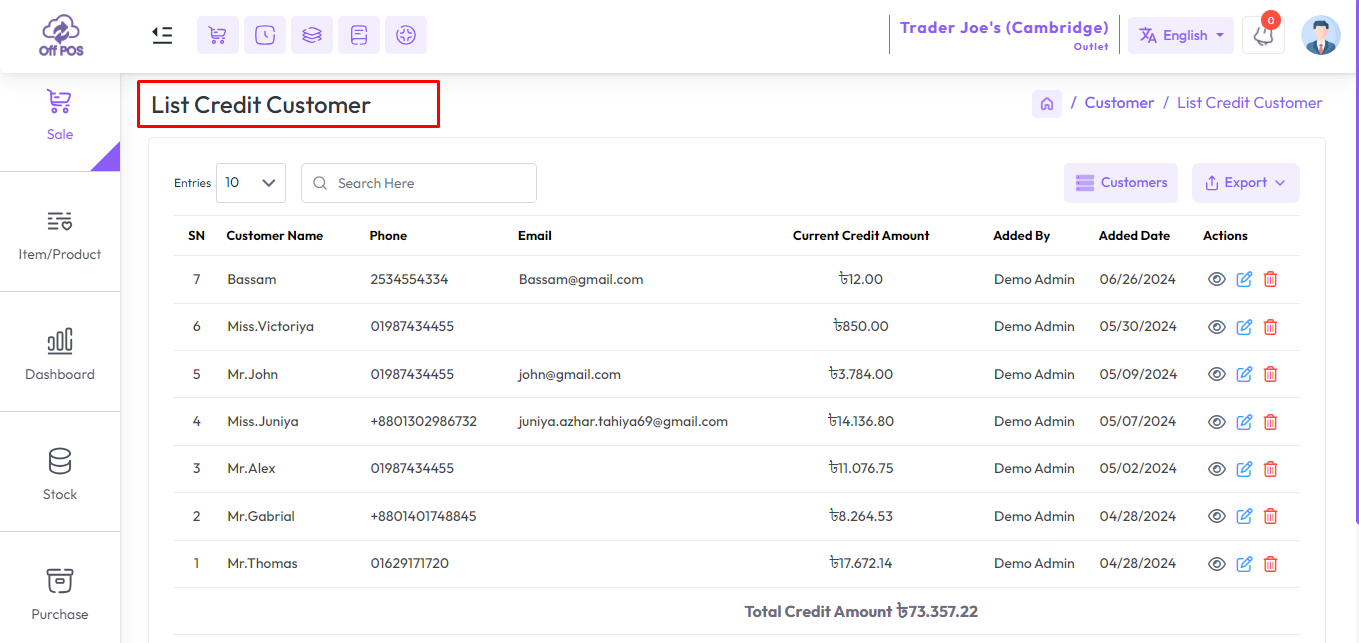 Off POS
Trader Joe's (Cambridge)
Outlet
English
0
Sale
Item/Product
Dashboard
Stock
Purchase
List Credit Customer
/ Customer / List Credit Customer
Entries 10 Search Here Customers Export
SN Customer Name Phone Email Current Credit Amount Added By Added Date Actions
7 Bassam 2534554334 Bassam@gmail.com ৳12.00 Demo Admin 06/26/2024
6 Miss.Victoriya 01987434455 ৳850.00 Demo Admin 05/30/2024
5 Mr.John 01987434455 john@gmail.com ৳3.784.00 Demo Admin 05/09/2024
4 Miss.Juniya +8801302986732 juniya.azhar.tahiya69@gmail.com ৳14.136.80 Demo Admin 05/07/2024
3 Mr.Alex 01987434455 ৳11.076.75 Demo Admin 05/02/2024
2 Mr.Gabrial +8801401748845 ৳8.264.53 Demo Admin 04/28/2024
1 Mr.Thomas 01629171720 ৳17.672.14 Demo Admin 04/28/2024
Total Credit Amount ৳73.357.22